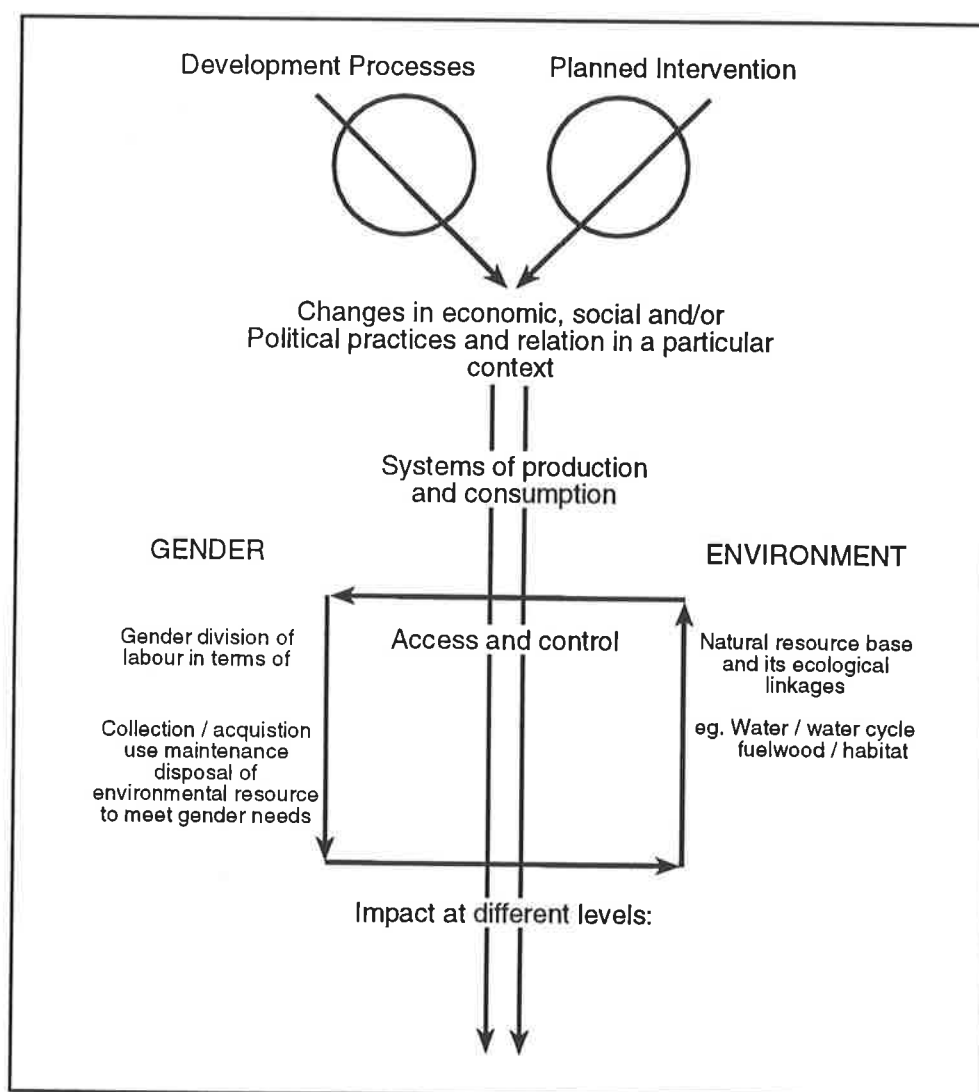 Development Processes
Planned Intervention
Changes in economic, social and/or
Political practices and relation in a particular
context
Systems of production
and consumption
GENDER
ENVIRONMENT
Gender division of
labour in terms of
Access and control
Natural resource base
and its ecological
linkages
Collection / acquistion
use maintenance
disposal of
environmental resource
to meet gender needs
eg. Water / water cycle
fuelwood / habitat
Impact at different levels: